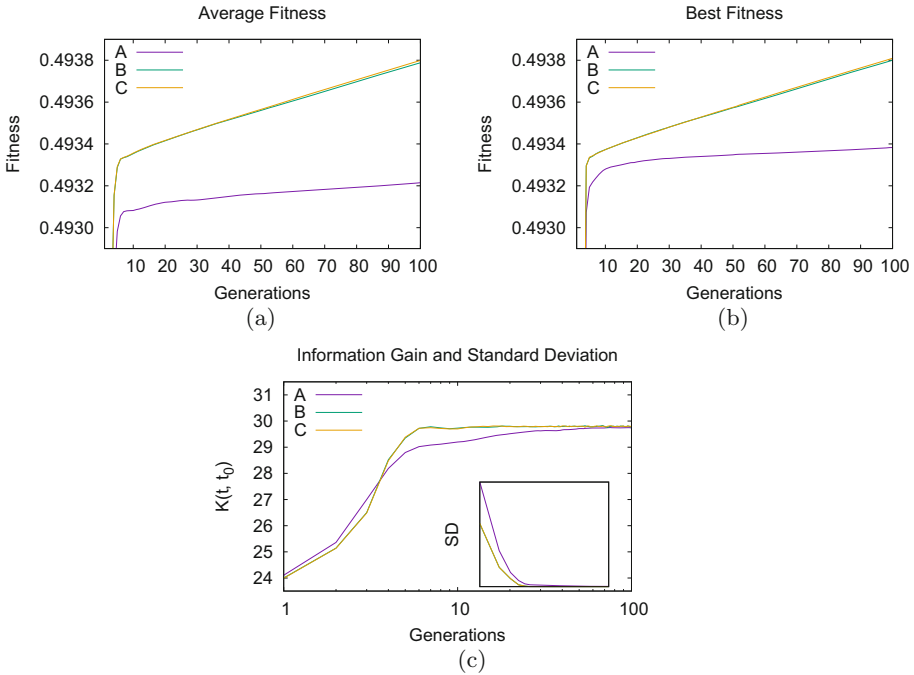 Average Fitness
Fitness
0.4938
0.4936
0.4934
0.4932
0.4930
A
B
C
10 20 30 40 50 60 70 80 90 100
Generations
(a)
Best Fitness
Fitness
0.4938
0.4936
0.4934
0.4932
0.4930
A
B
C
10 20 30 40 50 60 70 80 90 100
Generations
(b)
Information Gain and Standard Deviation
K(t, t0)
31
30
29
28
27
26
25
24
A
B
C
SD
1 10 100
Generations
(c)